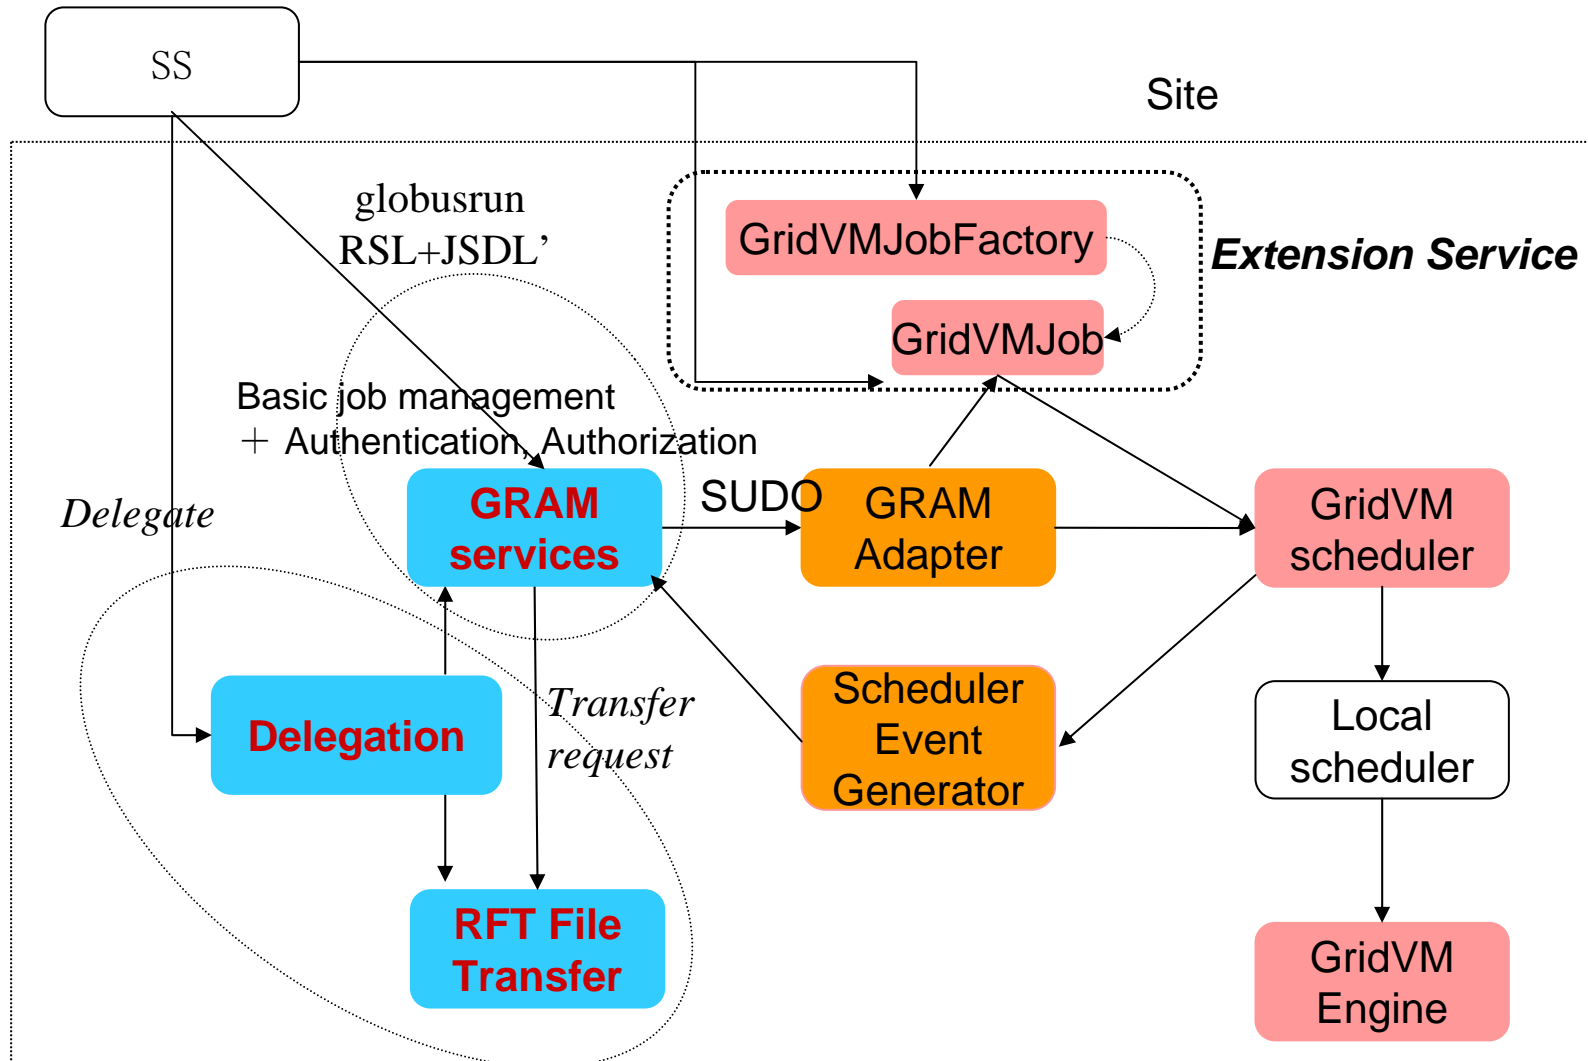 SS
Site
globusrun
RSL+JSDL’
GridVMJobFactory
Extension Service
GridVMJob
Basic job management
＋ Authentication, Authorization
Delegate
GRAM
services
SUDO
GRAM
Adapter
GridVM
scheduler
Delegation
Transfer
request
Scheduler
Event
Generator
Local
scheduler
RFT File
Transfer
GridVM
Engine